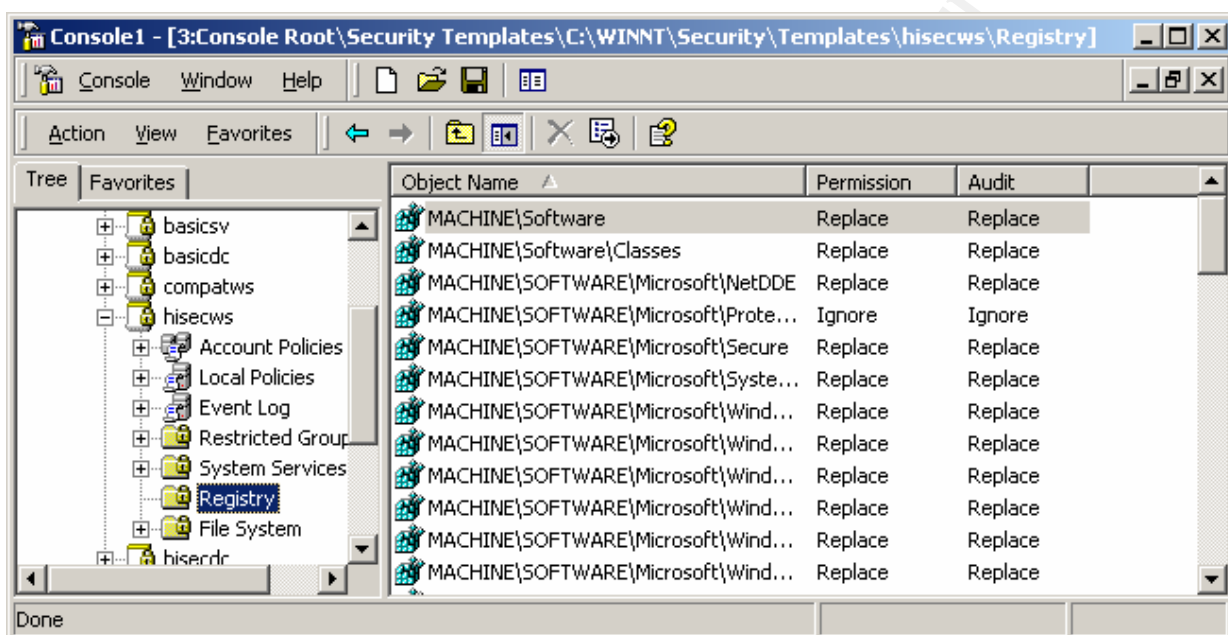 Console1 - [3:Console Root\Security Templates\C:\WINNT\Security\Templates\hisecws\Registry]
Console Window Help
Action View Favorites
Tree Favorites
Object Name Permission Audit
basicsv
basicdc
compatws
hisecws
Account Policies
Local Policies
Event Log
Restricted Group
System Services
Registry
File System
hisecdc
MACHINE\Software Replace Replace
MACHINE\Software\Classes Replace Replace
MACHINE\SOFTWARE\Microsoft\NetDDE Replace Replace
MACHINE\SOFTWARE\Microsoft\Prote... Ignore Ignore
MACHINE\SOFTWARE\Microsoft\Secure Replace Replace
MACHINE\SOFTWARE\Microsoft\Syste... Replace Replace
MACHINE\SOFTWARE\Microsoft\Wind... Replace Replace
MACHINE\SOFTWARE\Microsoft\Wind... Replace Replace
MACHINE\SOFTWARE\Microsoft\Wind... Replace Replace
MACHINE\SOFTWARE\Microsoft\Wind... Replace Replace
MACHINE\SOFTWARE\Microsoft\Wind... Replace Replace
MACHINE\SOFTWARE\Microsoft\Wind... Replace Replace
Done